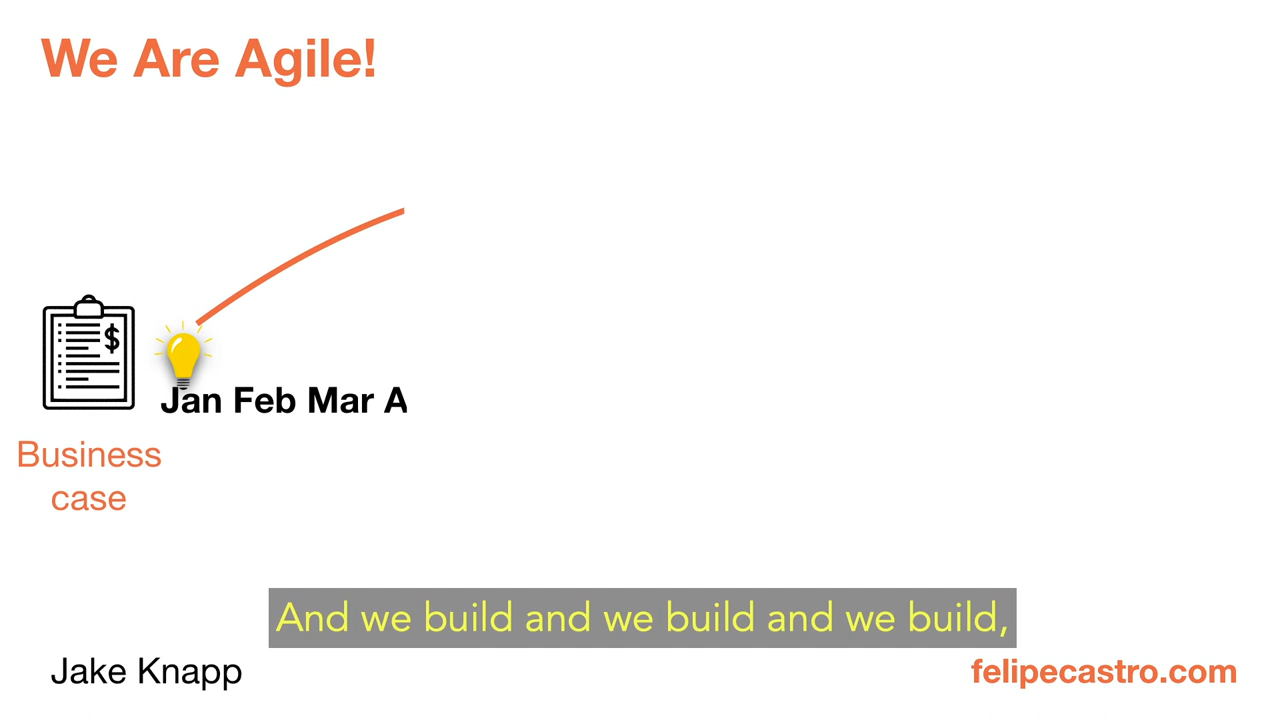 We Are Agile!
$
Jan Feb Mar A
Business
case
And we build and we build and we build,
Jake Knapp
felipecastro.com